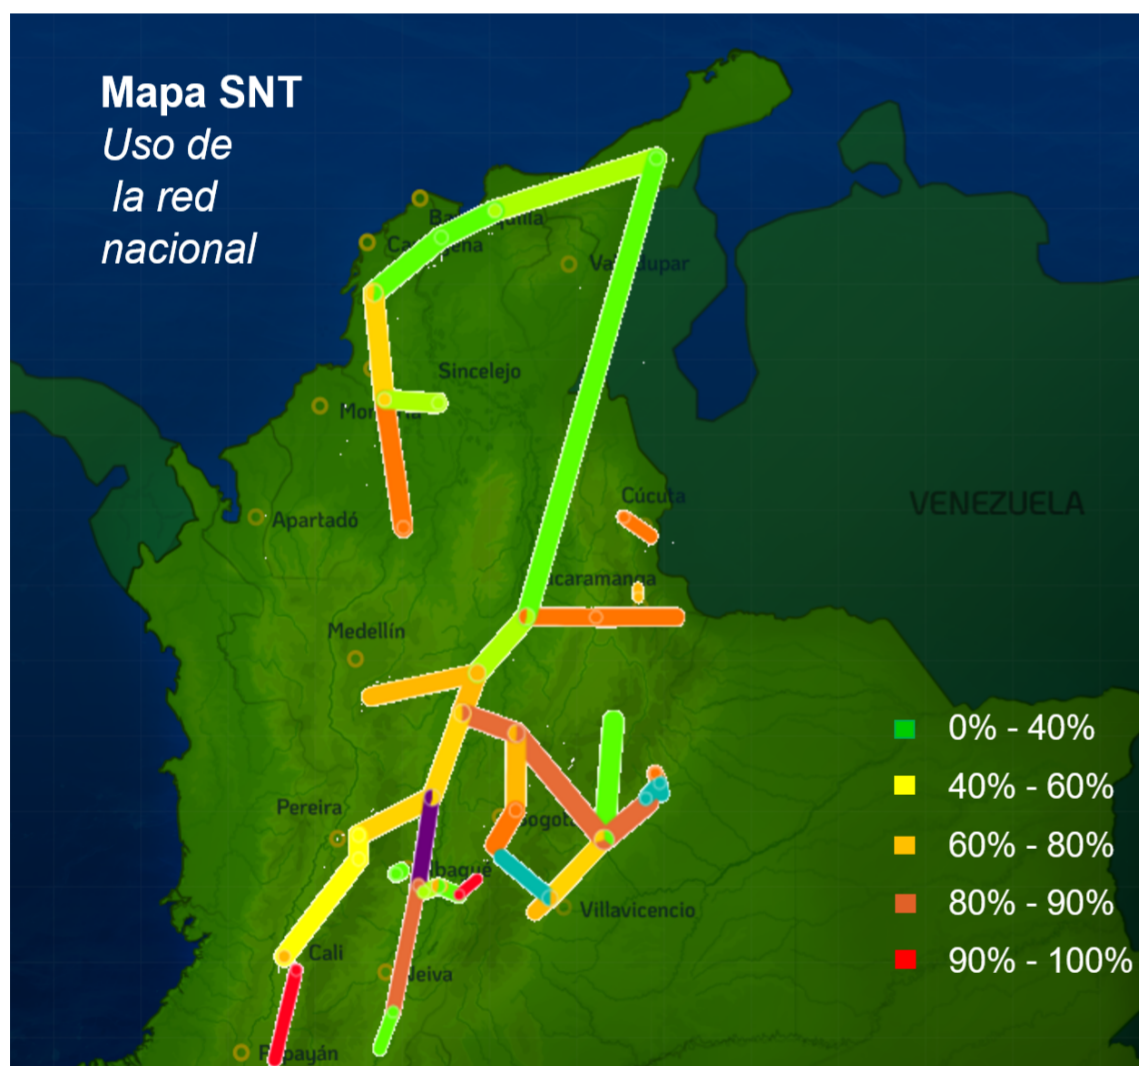 Mapa SNT
Uso de
la red
nacional
Valledupar
Sincelejo
Cúcuta
VENEZUELA
Apartadó
Medellín
0% - 40%
40% - 60%
Pereira
60% - 80%
80% - 90%
Villavicencio
Cali
90% - 100%